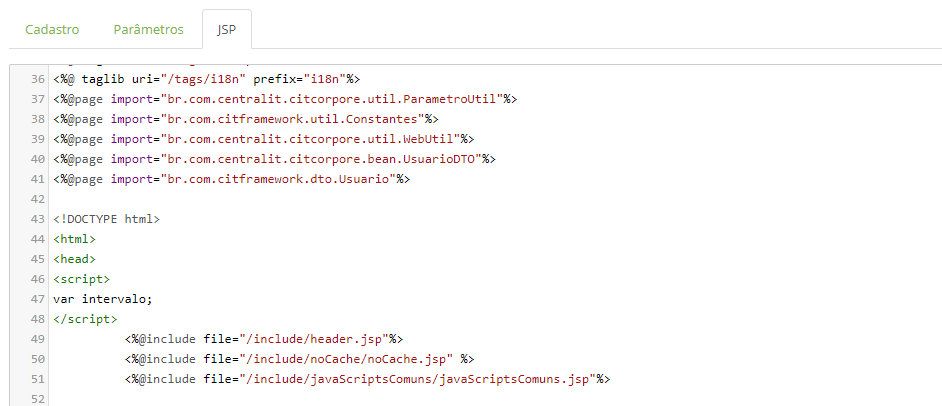 Cadastro Parâmetros JSP
36 <%@ taglib uri="/tags/i18n" prefix="i18n"%>
37 <%@page import="br.com.centralit.citcorpore.util.ParametroUtil"%>
38 <%@page import="br.com.citframework.util.Constantes"%>
39 <%@page import="br.com.centralit.citcorpore.util.WebUtil"%>
40 <%@page import="br.com.centralit.citcorpore.bean.UsuarioDTO"%>
41 <%@page import="br.com.citframework.dto.Usuario"%>
42
43 <!DOCTYPE html>
44 <html>
45 <head>
46 <script>
47 var intervalo;
48 </script>
49 <%@include file="/include/header.jsp"%>
50 <%@include file="/include/noCache/noCache.jsp" %>
51 <%@include file="/include/javaScriptsComuns/javaScriptsComuns.jsp"%>
52